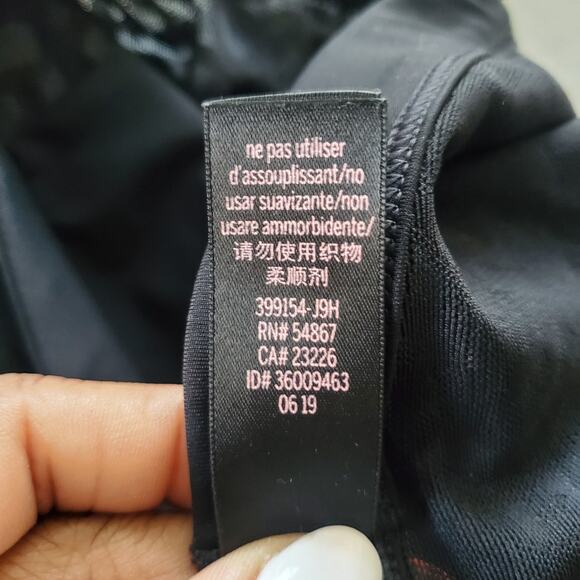 ne pas utiliser
d'assouplissant/no
usar suavizante/non
usare ammorbidente/
请勿使用织物
柔顺剂
399154-J9H
RN# 54867
CA# 23226
ID# 36009463
06 19